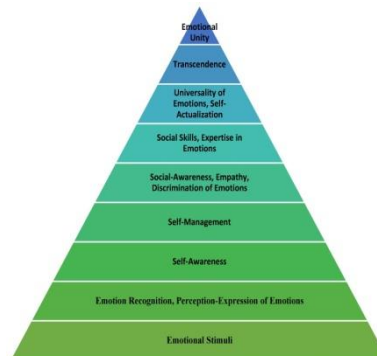 Emotional
Unity
Transcendence
Universality of
Emotions, Self-
Actualization
Social Skills, Expertise in
Emotions
Social-Awareness, Empathy,
Discrimination of Emotions
Self-Management
Self-Awareness
Emotion Recognition, Perception-Expression of Emotions
Emotional Stimuli